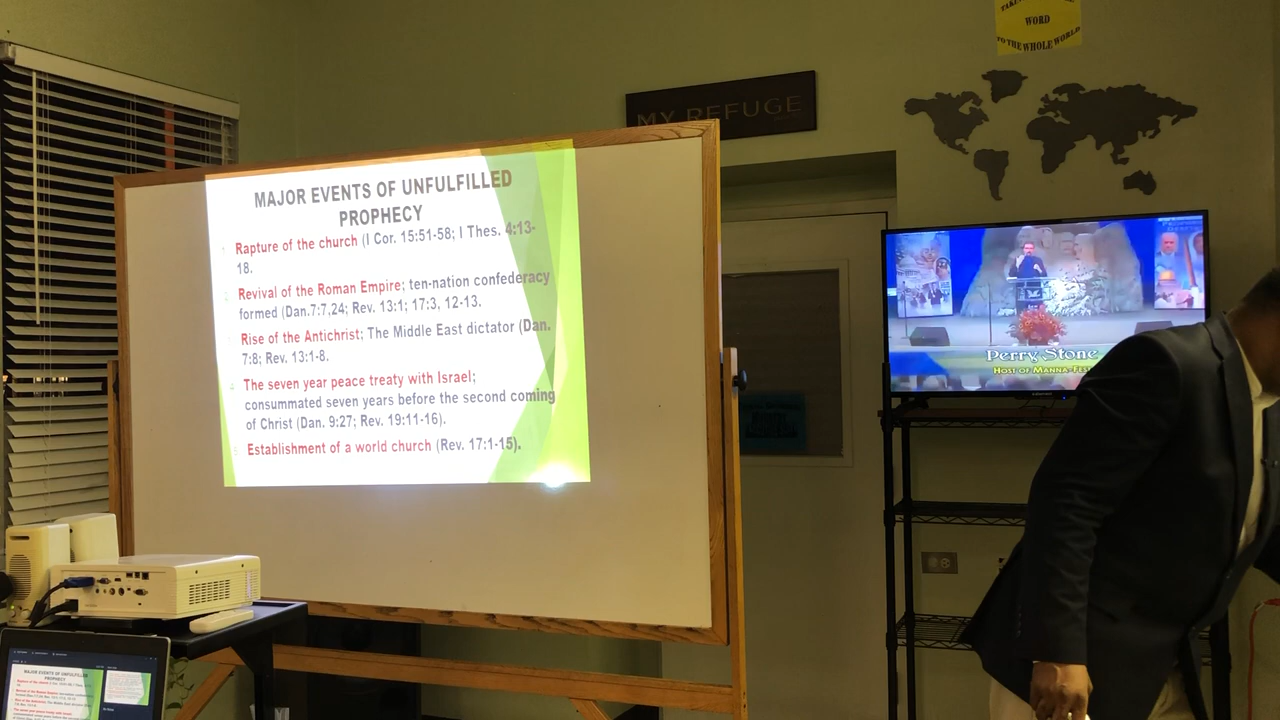 WORD
TO THE WHOLE WORLD
MY REFUGE
MAJOR EVENTS OF UNFULFILLED
PROPHECY
Rapture of the church (I Cor. 15:51-58; I Thes. 4:13-
18.
Revival of the Roman Empire; ten-nation confederacy
formed (Dan.7:7,24; Rev. 13:1; 17:3, 12-13.
Rise of the Antichrist; The Middle East dictator (Dan.
7:8; Rev. 13:1-8.
The seven year peace treaty with Israel;
consummated seven years before the second coming
of Christ (Dan. 9:27; Rev. 19:11-16).
Establishment of a world church (Rev. 17:1-15).
Perry Stone
HOST OF MANNA-FES
MAJOR EVENTS OF UNFULFILLED
PROPHECY